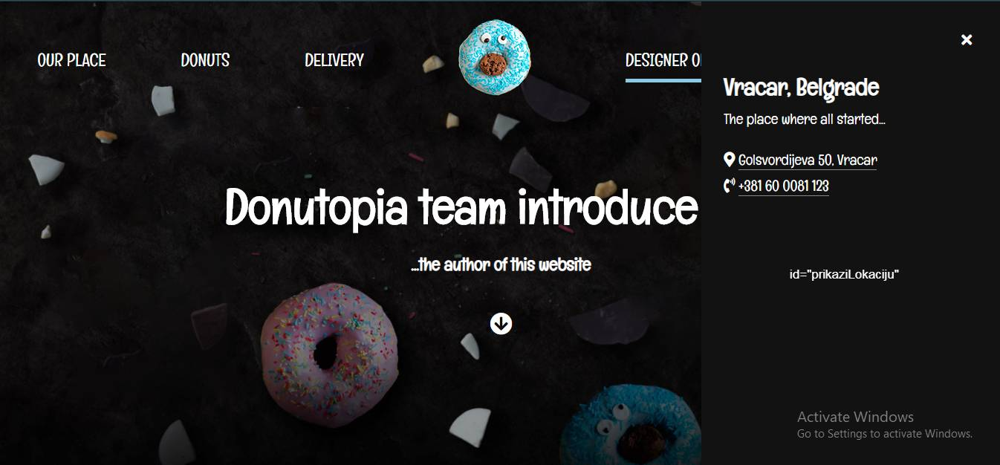 OUR PLACE
DONUTS
DELIVERY
DESIGNER O
Vracar, Belgrade
The place where all started...
Golsvordijeva 50, Vracar
+381 60 0081 123
Donutopia team introduce
...the author of this website
id="prikaziLokaciju"
Activate Windows
Go to Settings to activate Windows.